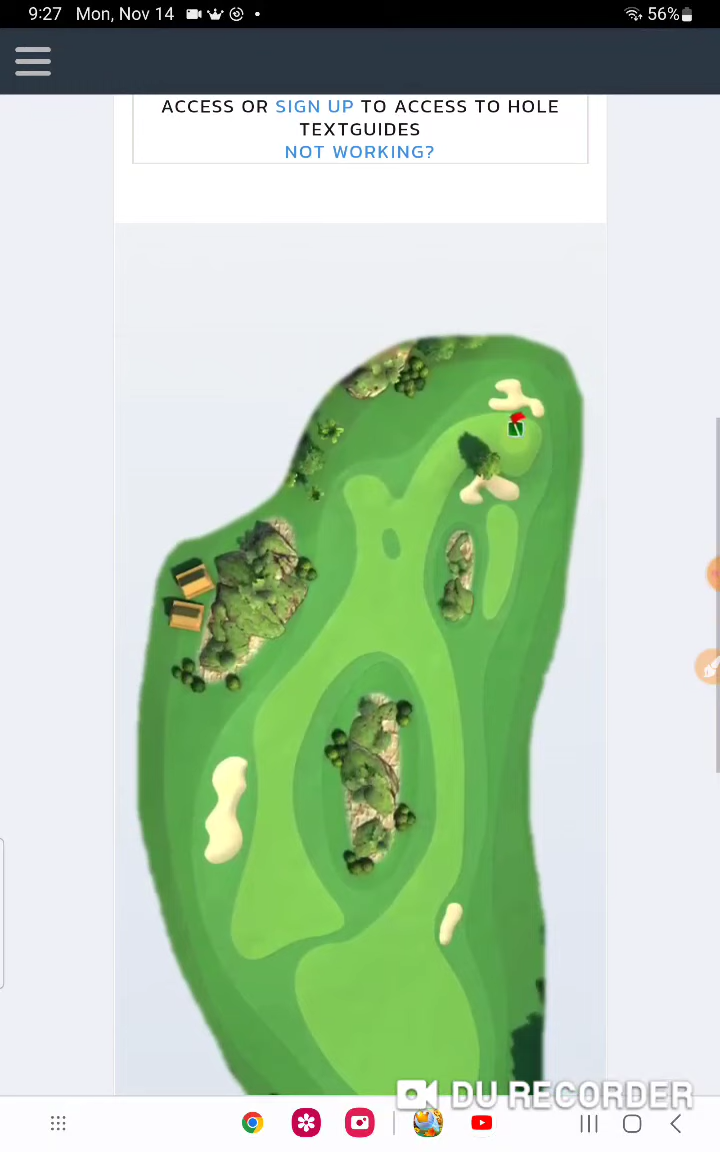 9:27 Mon, Nov 14
56%
ACCESS OR SIGN UP TO ACCESS TO HOLE
TEXTGUIDES
NOT WORKING?
DU RECORDER